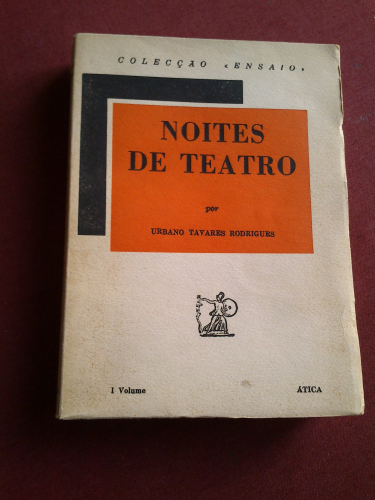 COLECÇÃO «ENSAIO»
NOITES
DE TEATRO
por
URBANO TAVARES RODRIGUES
I Volume
ÁTICA